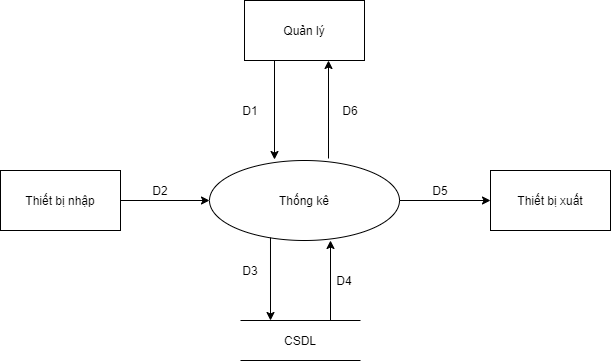 Quản lý
D1
D6
Thiết bị nhập
D2
Thống kê
D5
Thiết bị xuất
D3
D4
CSDL